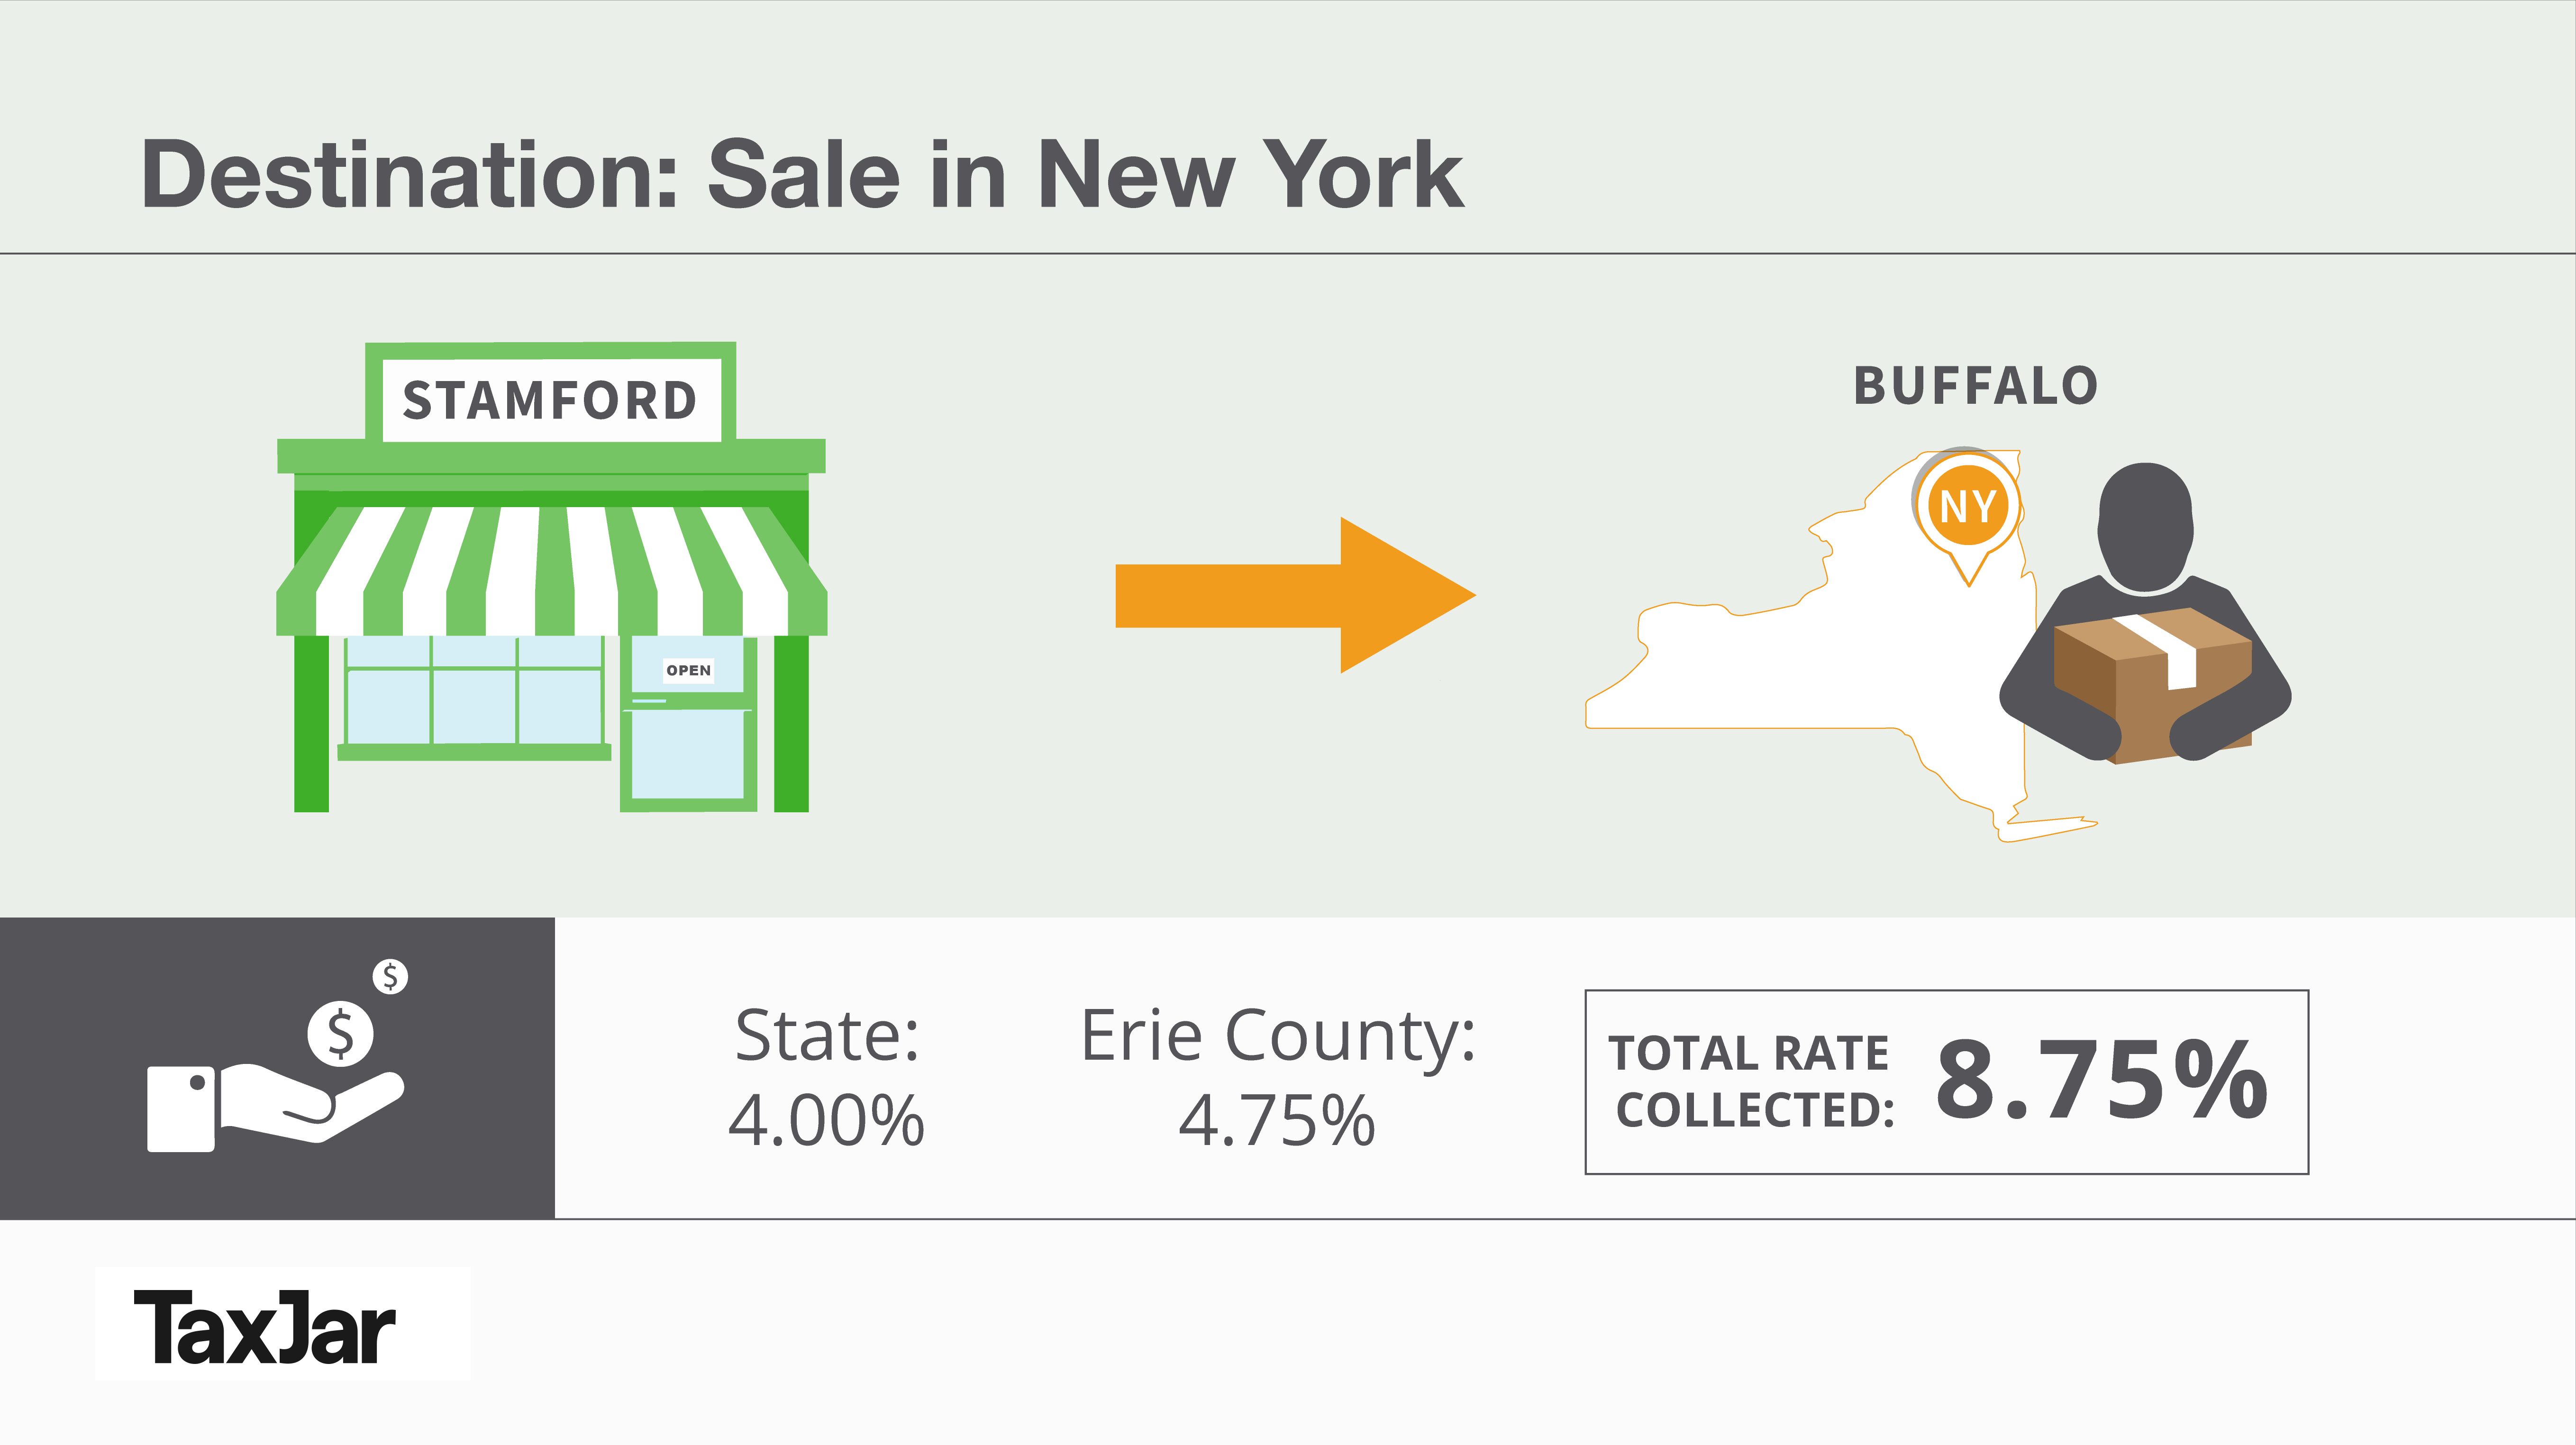 Destination: Sale in New York
STAMFORD
OPEN
BUFFALO
NY
$
$
State:
4.00%
Erie County:
4.75%
TOTAL RATE
COLLECTED:
8.75%
TaxJar